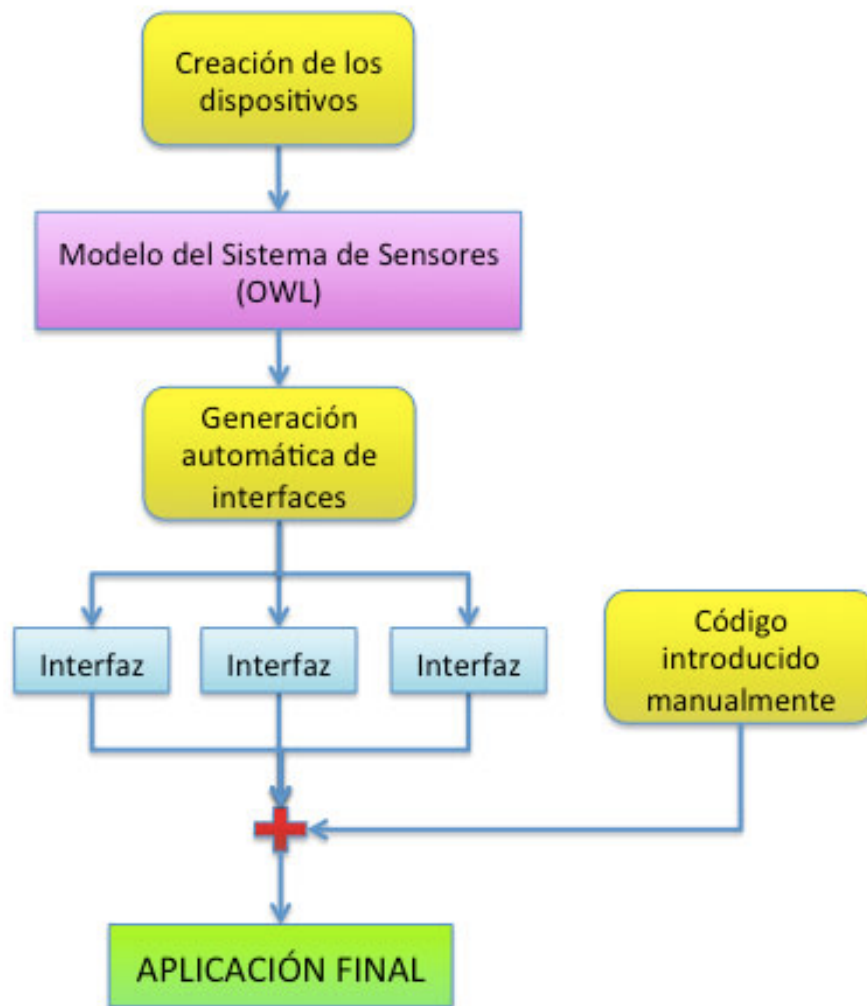 Creación de los
dispositivos
Modelo del Sistema de Sensores
(OWL)
Generación
automática de
interfaces
Interfaz
Interfaz
Interfaz
Código
introducido
manualmente
APLICACIÓN FINAL